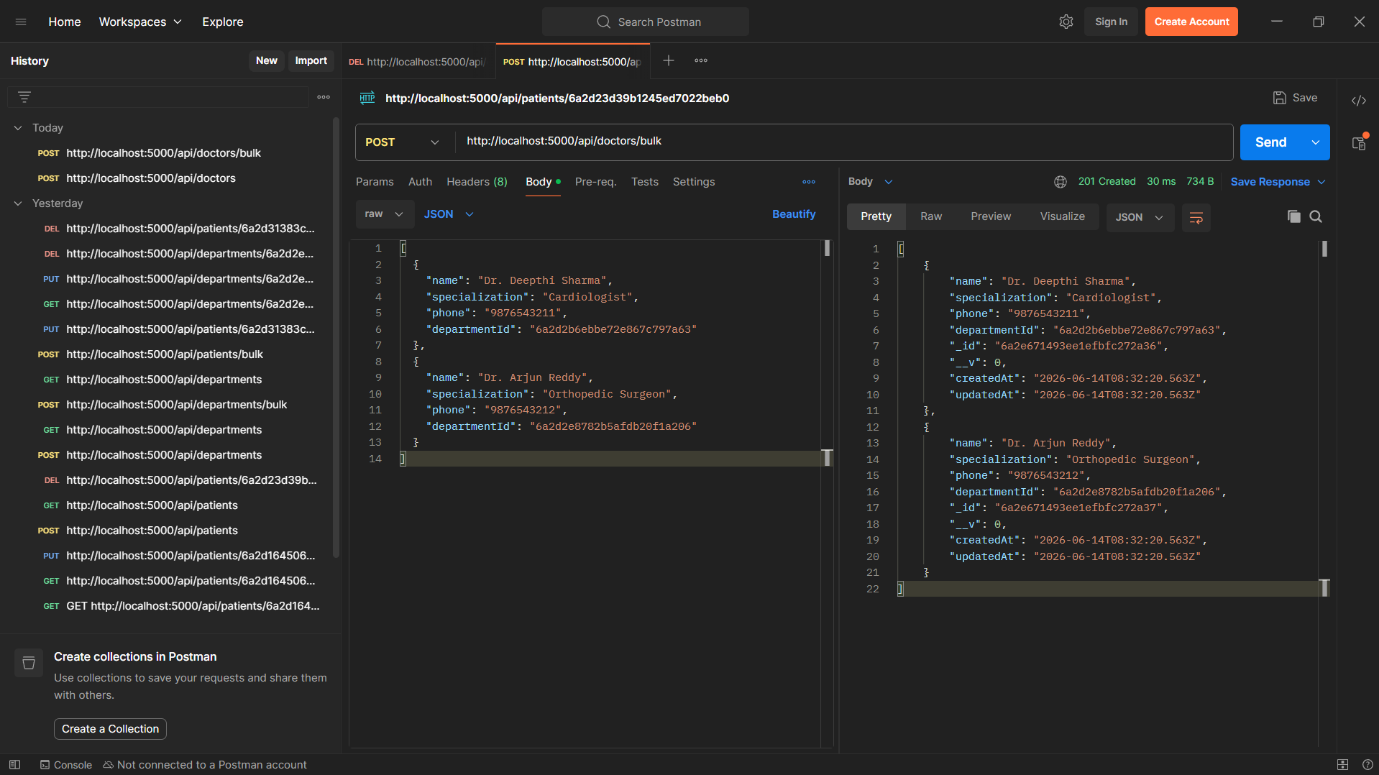 Home Workspaces Explore Search Postman Sign In Create Account
History New Import DEL http://localhost:5000/api/ POST http://localhost:5000/ap
HTTP http://localhost:5000/api/patients/6a2d23d39b1245ed7022beb0 Save
Today
POST http://localhost:5000/api/doctors/bulk
POST http://localhost:5000/api/doctors
Yesterday
DEL http://localhost:5000/api/patients/6a2d31383c...
DEL http://localhost:5000/api/departments/6a2d2e...
PUT http://localhost:5000/api/departments/6a2d2e...
GET http://localhost:5000/api/departments/6a2d2e...
PUT http://localhost:5000/api/patients/6a2d31383c...
POST http://localhost:5000/api/patients/bulk
GET http://localhost:5000/api/departments
POST http://localhost:5000/api/departments/bulk
GET http://localhost:5000/api/departments
POST http://localhost:5000/api/departments
DEL http://localhost:5000/api/patients/6a2d23d39b...
GET http://localhost:5000/api/patients
POST http://localhost:5000/api/patients
PUT http://localhost:5000/api/patients/6a2d164506...
GET http://localhost:5000/api/patients/6a2d164506...
GET GET http://localhost:5000/api/patients/6a2d164...
Create collections in Postman
Use collections to save your requests and share them
with others.
Create a Collection
POST http://localhost:5000/api/doctors/bulk Send
Params Auth Headers (8) Body Pre-req. Tests Settings
raw JSON Beautify
1 [
2 {
3 "name": "Dr. Deepthi Sharma",
4 "specialization": "Cardiologist",
5 "phone": "9876543211",
6 "departmentId": "6a2d2b6ebbe72e867c797a63"
7 },
8 {
9 "name": "Dr. Arjun Reddy",
10 "specialization": "Orthopedic Surgeon",
11 "phone": "9876543212",
12 "departmentId": "6a2d2e8782b5afdb20f1a206"
13 }
14 ]
Body 201 Created 30 ms 734 B Save Response
Pretty Raw Preview Visualize JSON
1 [
2 {
3 "name": "Dr. Deepthi Sharma",
4 "specialization": "Cardiologist",
5 "phone": "9876543211",
6 "departmentId": "6a2d2b6ebbe72e867c797a63",
7 "_id": "6a2e671493ee1efbfc272a36",
8 "__v": 0,
9 "createdAt": "2026-06-14T08:32:20.563Z",
10 "updatedAt": "2026-06-14T08:32:20.563Z"
11 },
12 {
13 "name": "Dr. Arjun Reddy",
14 "specialization": "Orthopedic Surgeon",
15 "phone": "9876543212",
16 "departmentId": "6a2d2e8782b5afdb20f1a206",
17 "_id": "6a2e671493ee1efbfc272a37",
18 "__v": 0,
19 "createdAt": "2026-06-14T08:32:20.563Z",
20 "updatedAt": "2026-06-14T08:32:20.563Z"
21 }
22 ]
Console Not connected to a Postman account